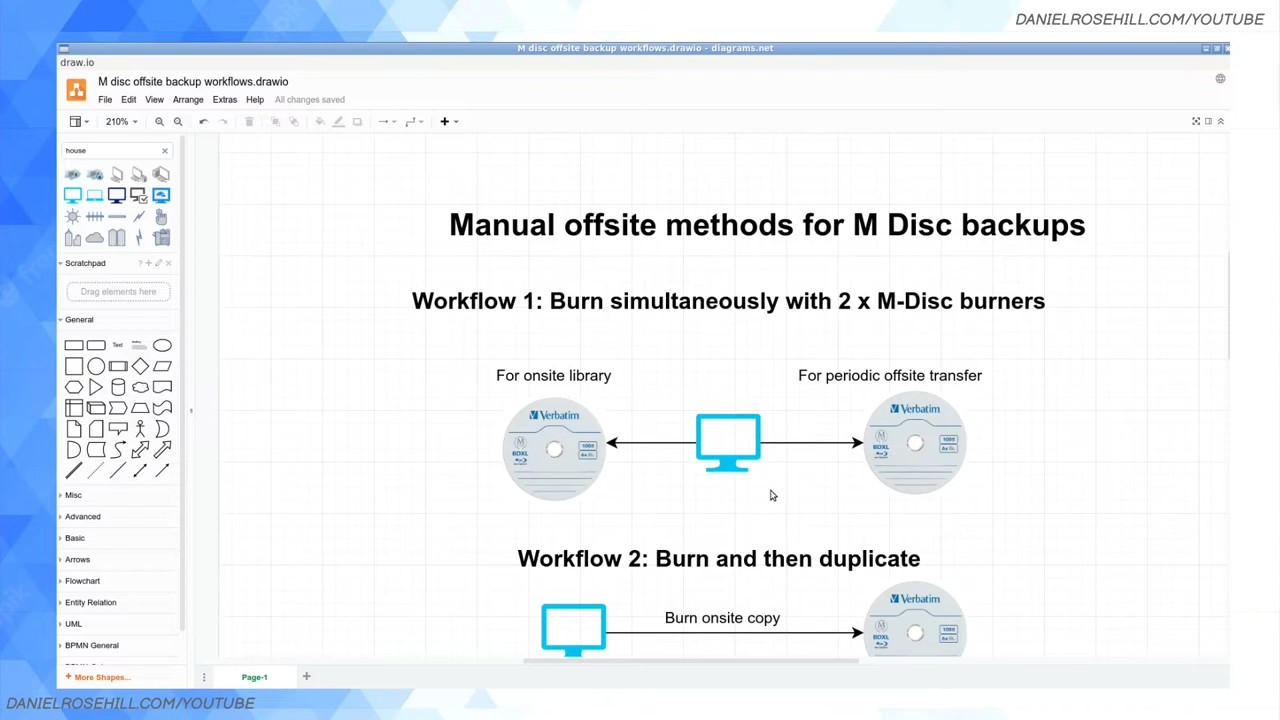 DANIELROSEHILL.COM/YOUTUBE
M disc offsite backup workflows.drawio - diagrams.net
draw.io
M disc offsite backup workflows.drawio
File Edit View Arrange Extras Help All changes saved
210%
house
Scratchpad
Drag elements here
General
Text
Misc
Advanced
Basic
Arrows
Flowchart
Entity Relation
UML
BPMN General
More Shapes...
Manual offsite methods for M Disc backups
Workflow 1: Burn simultaneously with 2 x M-Disc burners
For onsite library
For periodic offsite transfer
Verbatim
BDXL
Verbatim
BDXL
Workflow 2: Burn and then duplicate
Burn onsite copy
Verbatim
BDXL
Page-1
DANIELROSEHILL.COM/YOUTUBE